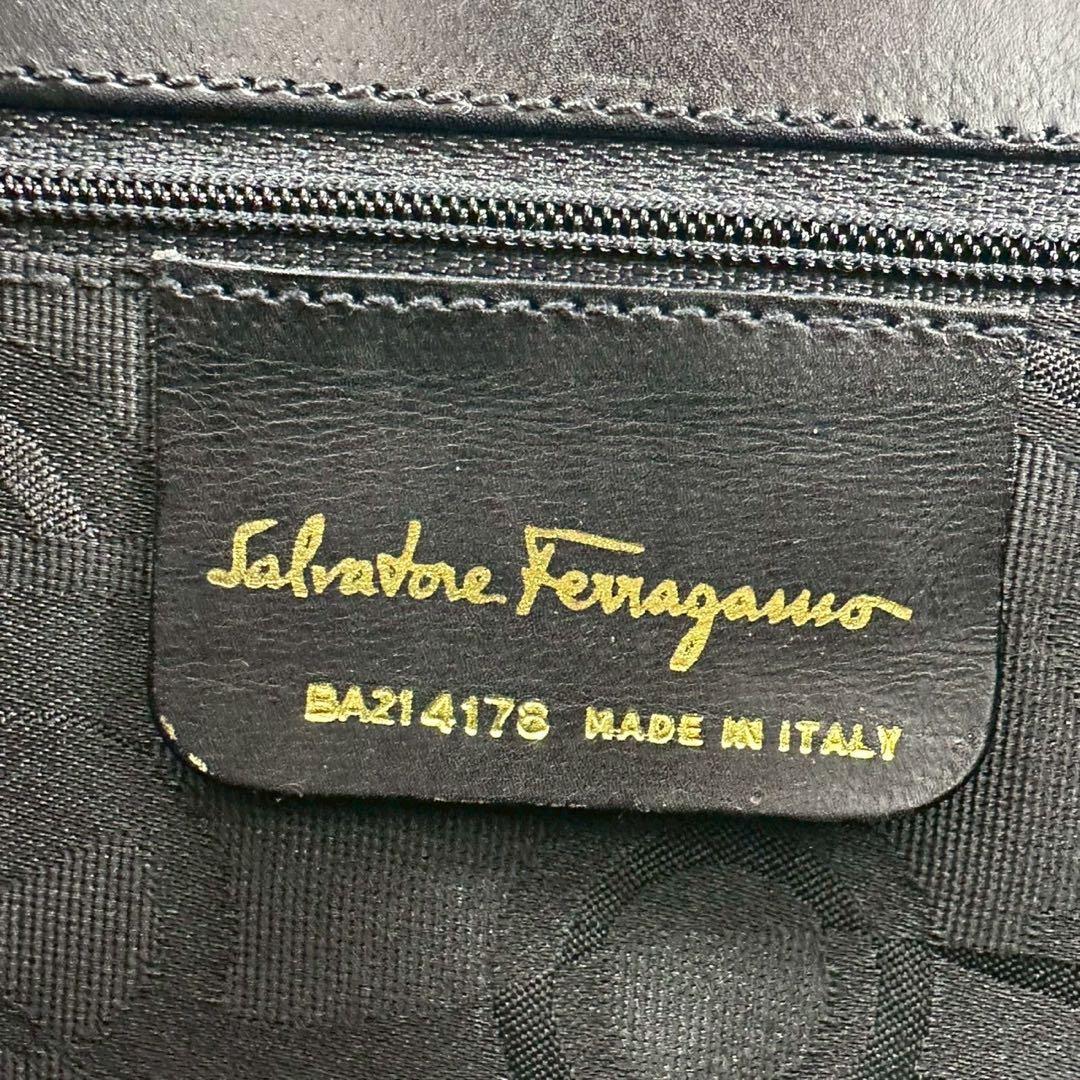 Salvatore Ferragamo
BA214178 MADE IN ITALY